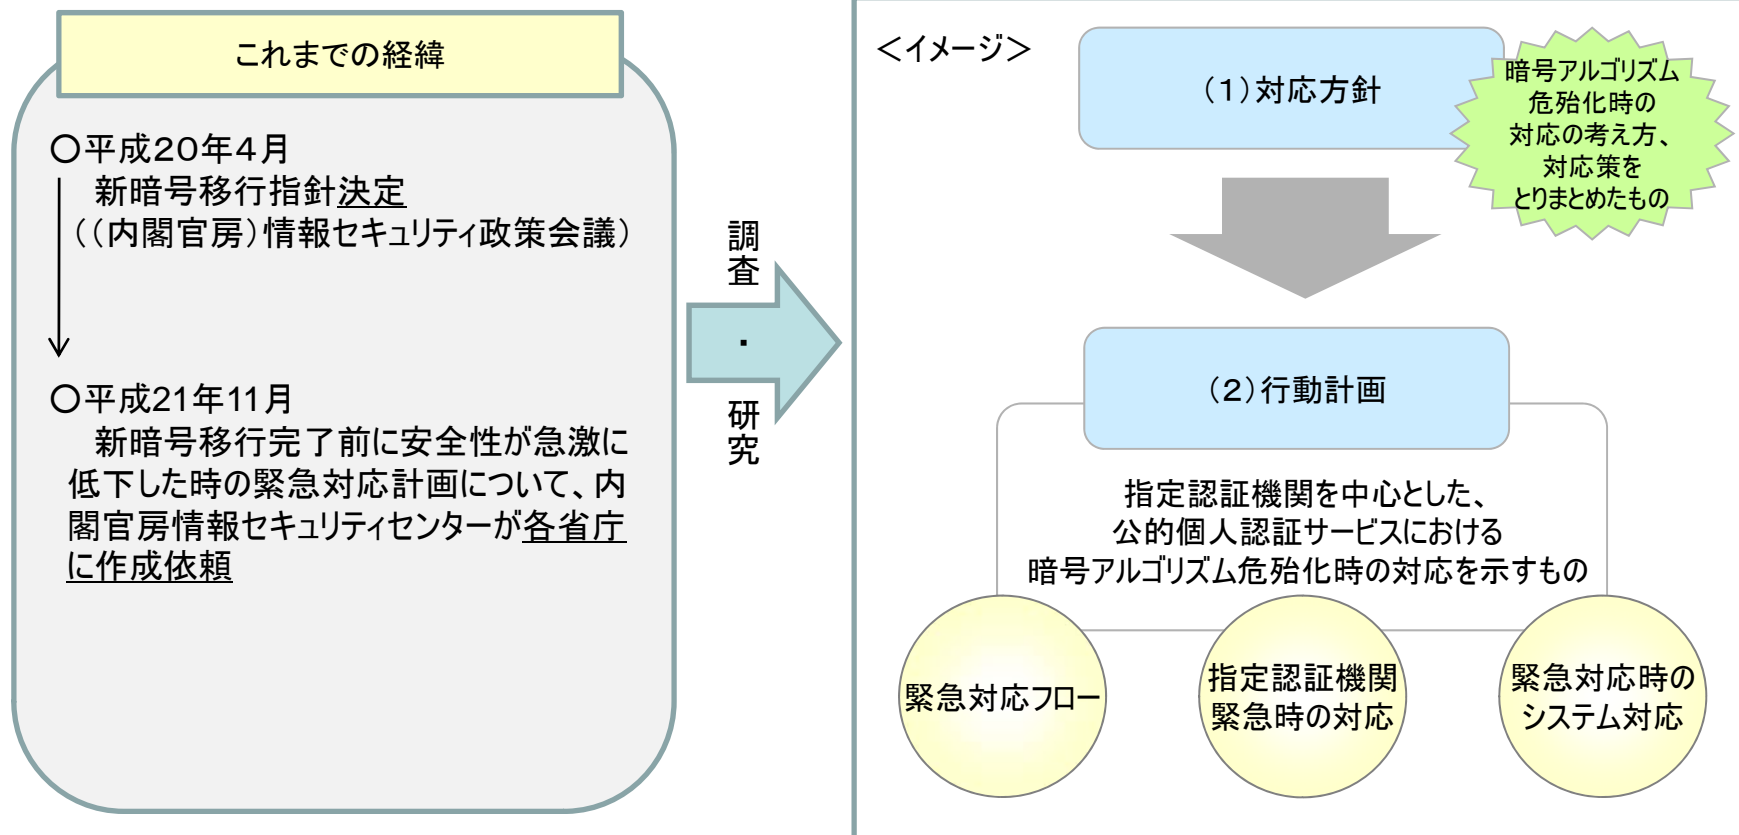 これまでの経緯
○平成20年4月
新暗号移行指針決定
((内閣官房)情報セキュリティ政策会議)
○平成21年11月
新暗号移行完了前に安全性が急激に
低下した時の緊急対応計画について、内
閣官房情報セキュリティセンターが各省庁
に作成依頼
調査
・
研究
＜イメージ＞
(1)対応方針
暗号アルゴリズム
危殆化時の
対応の考え方、
対応策を
とりまとめたもの
(2)行動計画
指定認証機関を中心とした、
公的個人認証サービスにおける
暗号アルゴリズム危殆化時の対応を示すもの
緊急対応フロー
指定認証機関
緊急時の対応
緊急対応時の
システム対応